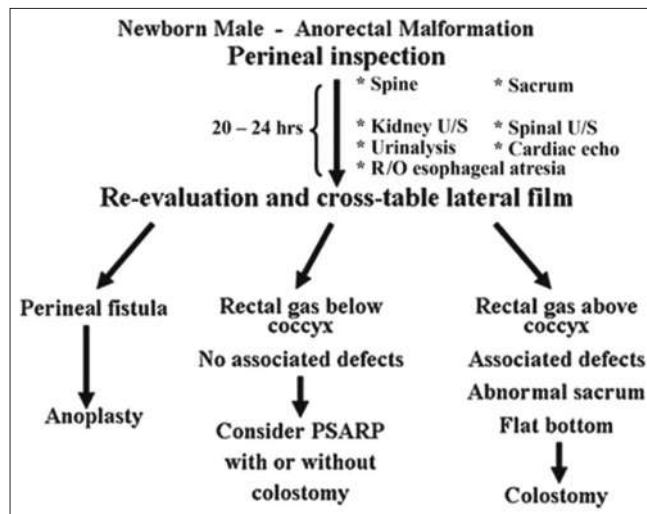 Newborn Male - Anorectal Malformation
Perineal inspection
* Spine * Sacrum
20 – 24 hrs
* Kidney U/S * Spinal U/S
* Urinalysis * Cardiac echo
* R/O esophageal atresia
Re-evaluation and cross-table lateral film
Perineal fistula
Anoplasty
Rectal gas below
coccyx
No associated defects
Consider PSARP
with or without
colostomy
Rectal gas above
coccyx
Associated defects
Abnormal sacrum
Flat bottom
Colostomy